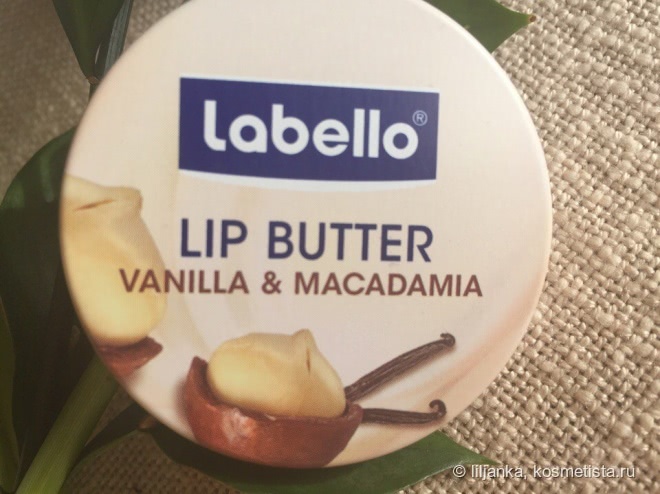 Labello®
LIP BUTTER
VANILLA & MACADAMIA
© liljanka, kosmetista.ru